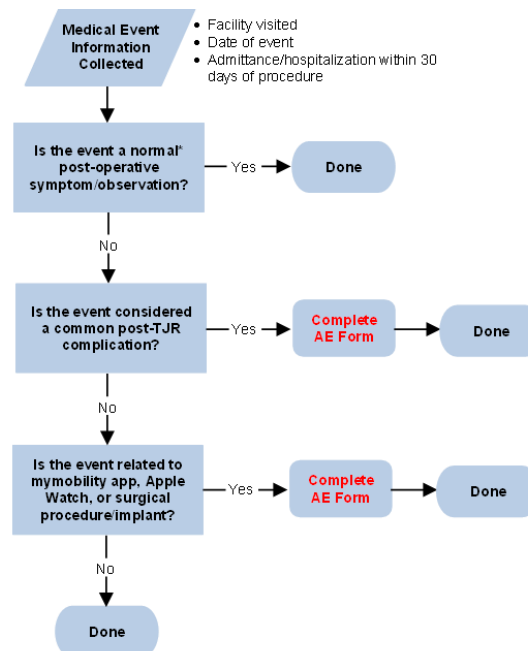 Medical Event
Information
Collected
• Facility visited
• Date of event
• Admittance/hospitalization within 30
days of procedure
Is the event a normal*
post-operative
symptom/observation?
Yes
Done
No
Is the event considered
a common post-TJR
complication?
Yes
Complete
AE Form
Done
No
Is the event related to
mymobility app, Apple
Watch, or surgical
procedure/implant?
Yes
Complete
AE Form
Done
No
Done